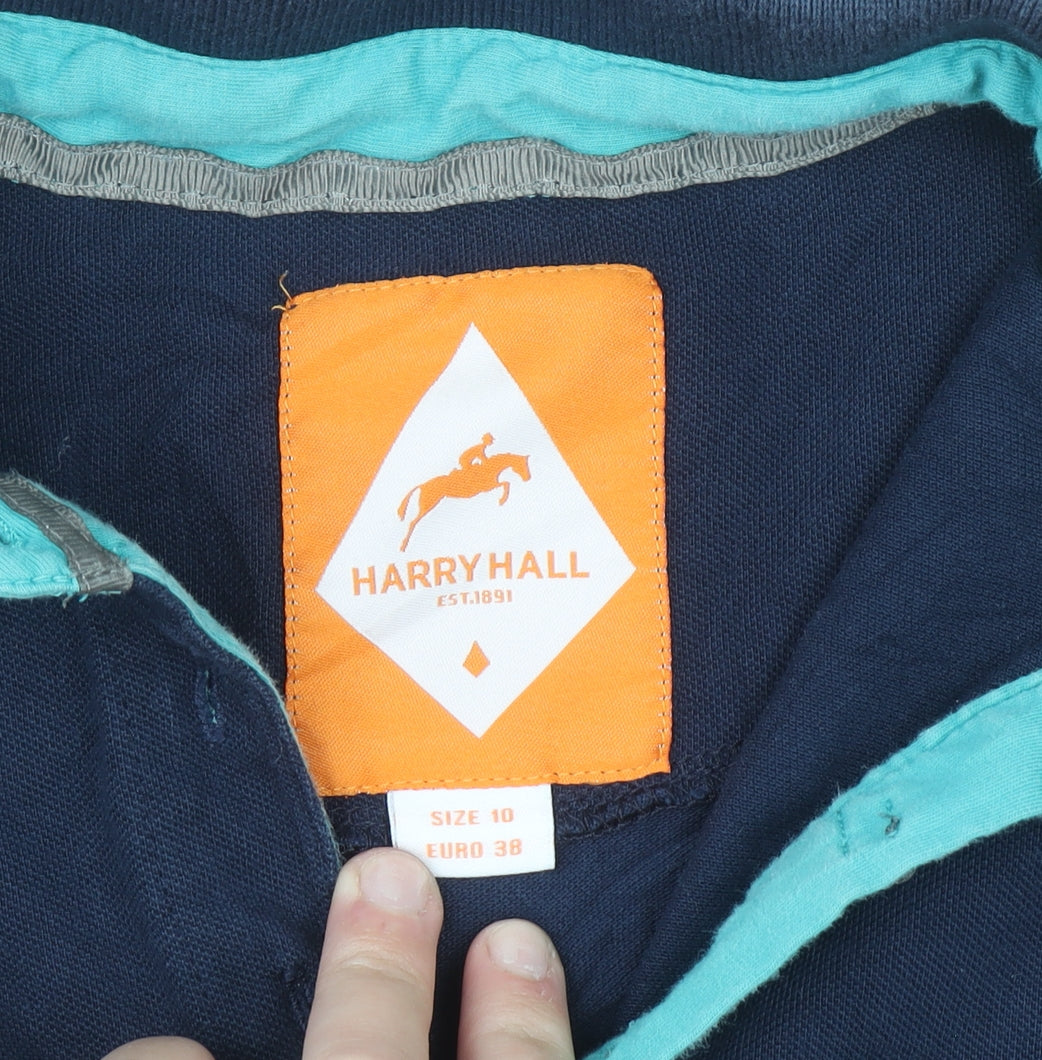 HARRY HALL
EST.1891
SIZE 10
EURO 38